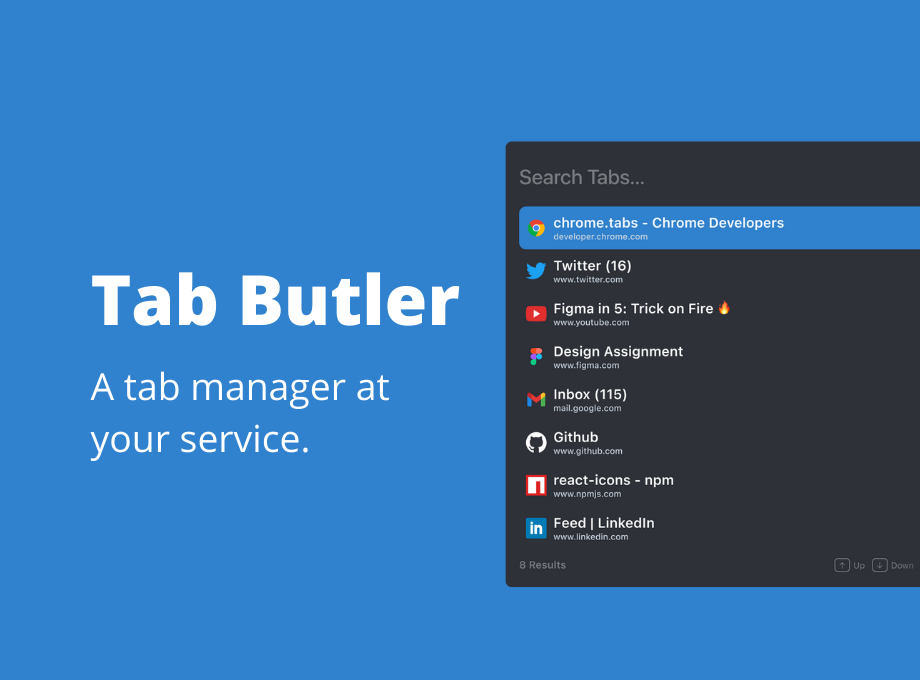 Tab Butler
A tab manager at
your service.
Search Tabs...
chrome.tabs - Chrome Developers
developer.chrome.com
Twitter (16)
www.twitter.com
Figma in 5: Trick on Fire 🔥
www.youtube.com
Design Assignment
www.figma.com
Inbox (115)
mail.google.com
Github
www.github.com
react-icons - npm
www.npmjs.com
in
Feed | LinkedIn
www.linkedin.com
8 Results
↑ Up ↓ Down